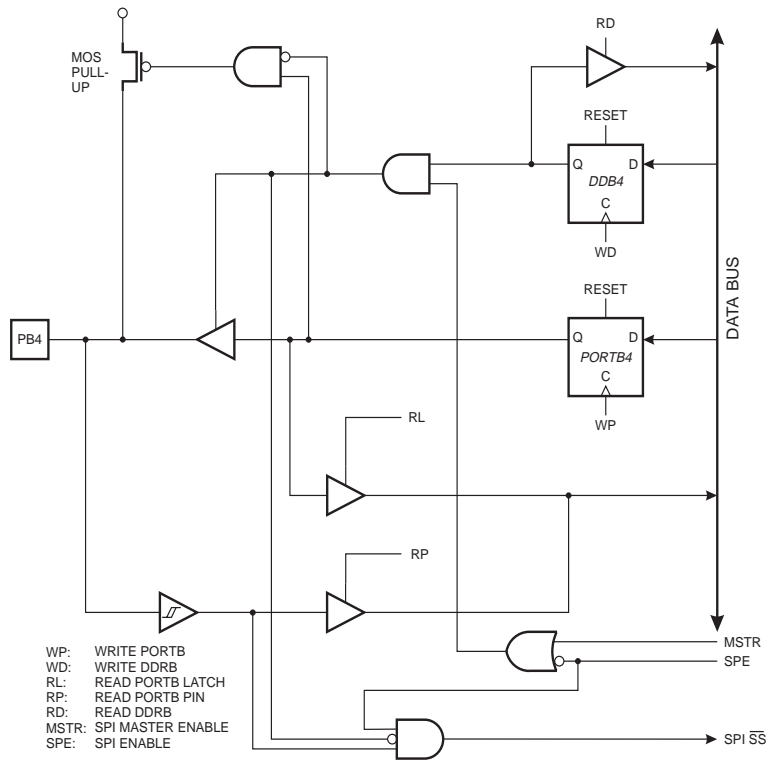 RD
MOS
PULL-
UP
RESET
Q
D
DDB4
C
WD
DATA BUS
RESET
PB4
Q
D
PORTB4
C
WP
RL
RP
MSTR
SPE
WP: WRITE PORTB
WD: WRITE DDRB
RL: READ PORTB LATCH
RP: READ PORTB PIN
RD: READ DDRB
MSTR: SPI MASTER ENABLE
SPE: SPI ENABLE
SPI S̅S̅